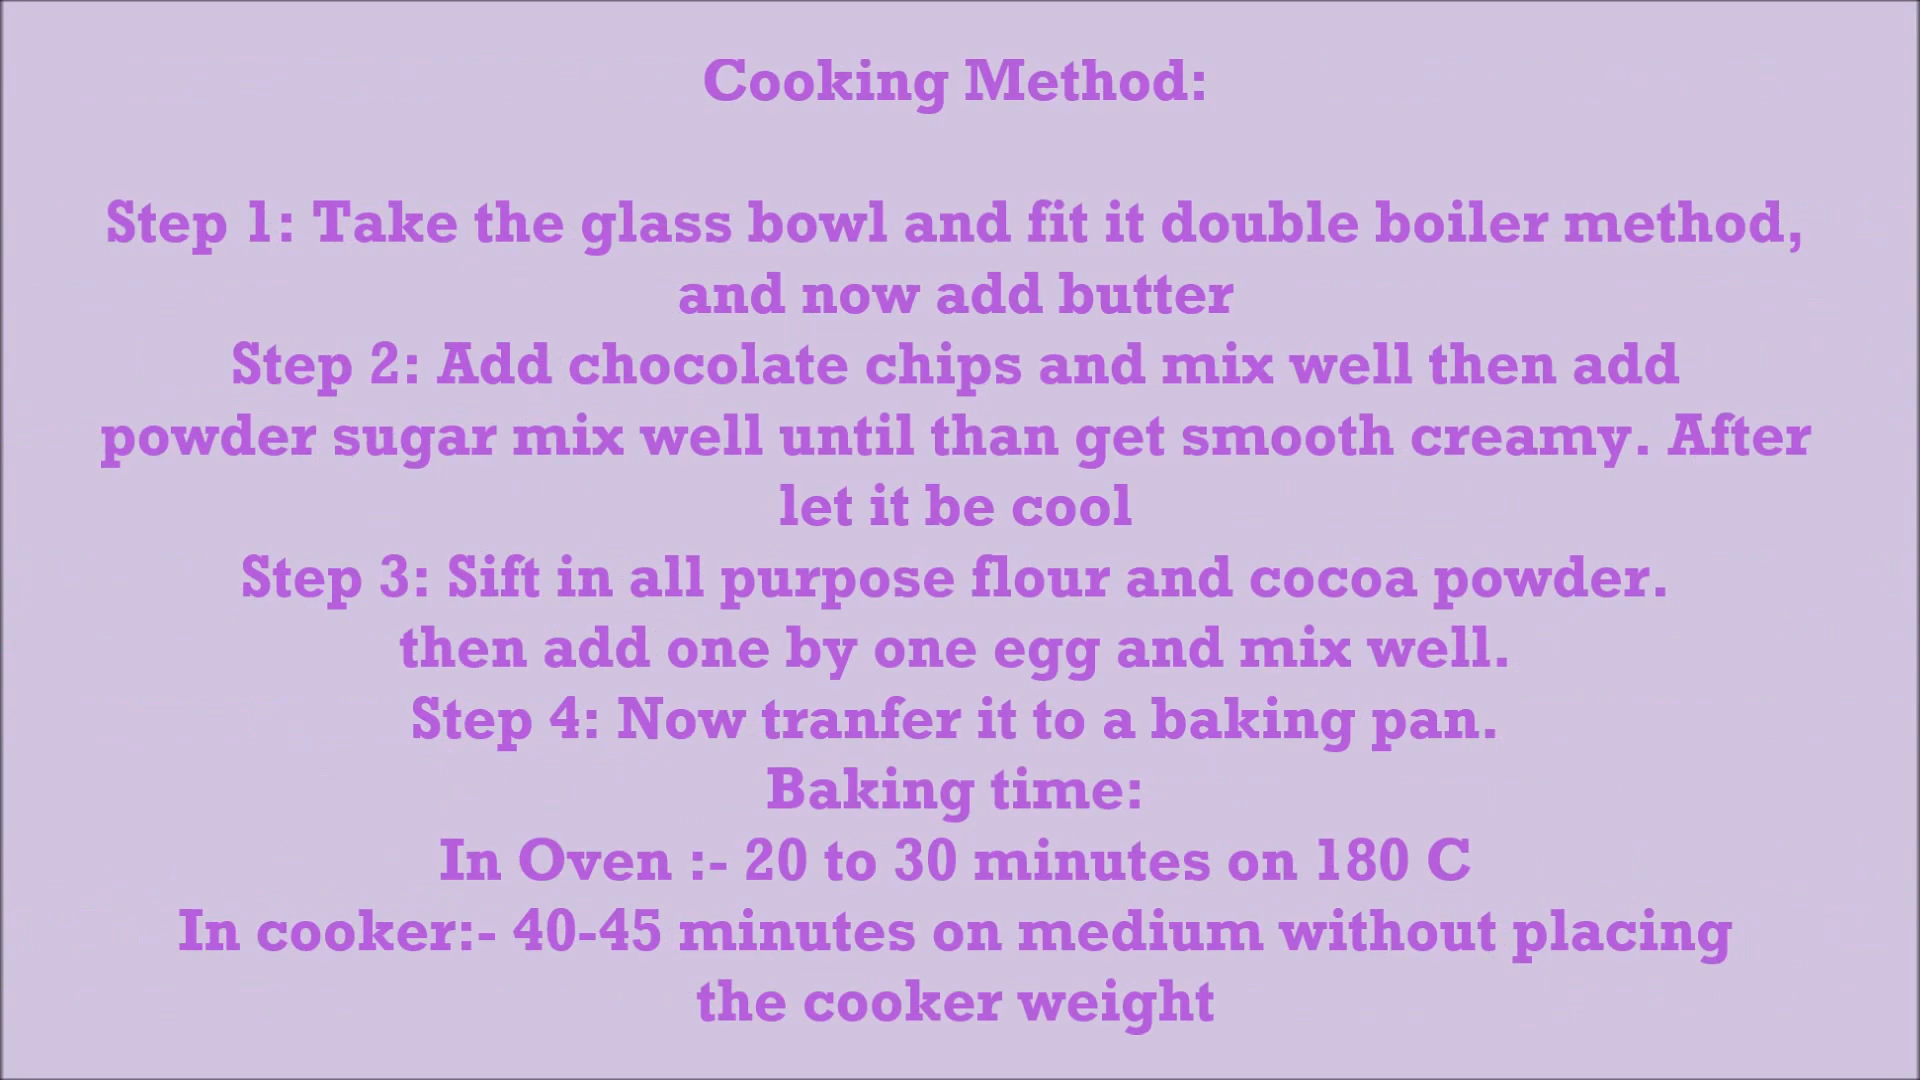 Cooking Method:
Step 1: Take the glass bowl and fit it double boiler method,
and now add butter
Step 2: Add chocolate chips and mix well then add
powder sugar mix well until than get smooth creamy. After
let it be cool
Step 3: Sift in all purpose flour and cocoa powder.
then add one by one egg and mix well.
Step 4: Now tranfer it to a baking pan.
Baking time:
In Oven :- 20 to 30 minutes on 180 C
In cooker:- 40-45 minutes on medium without placing
the cooker weight